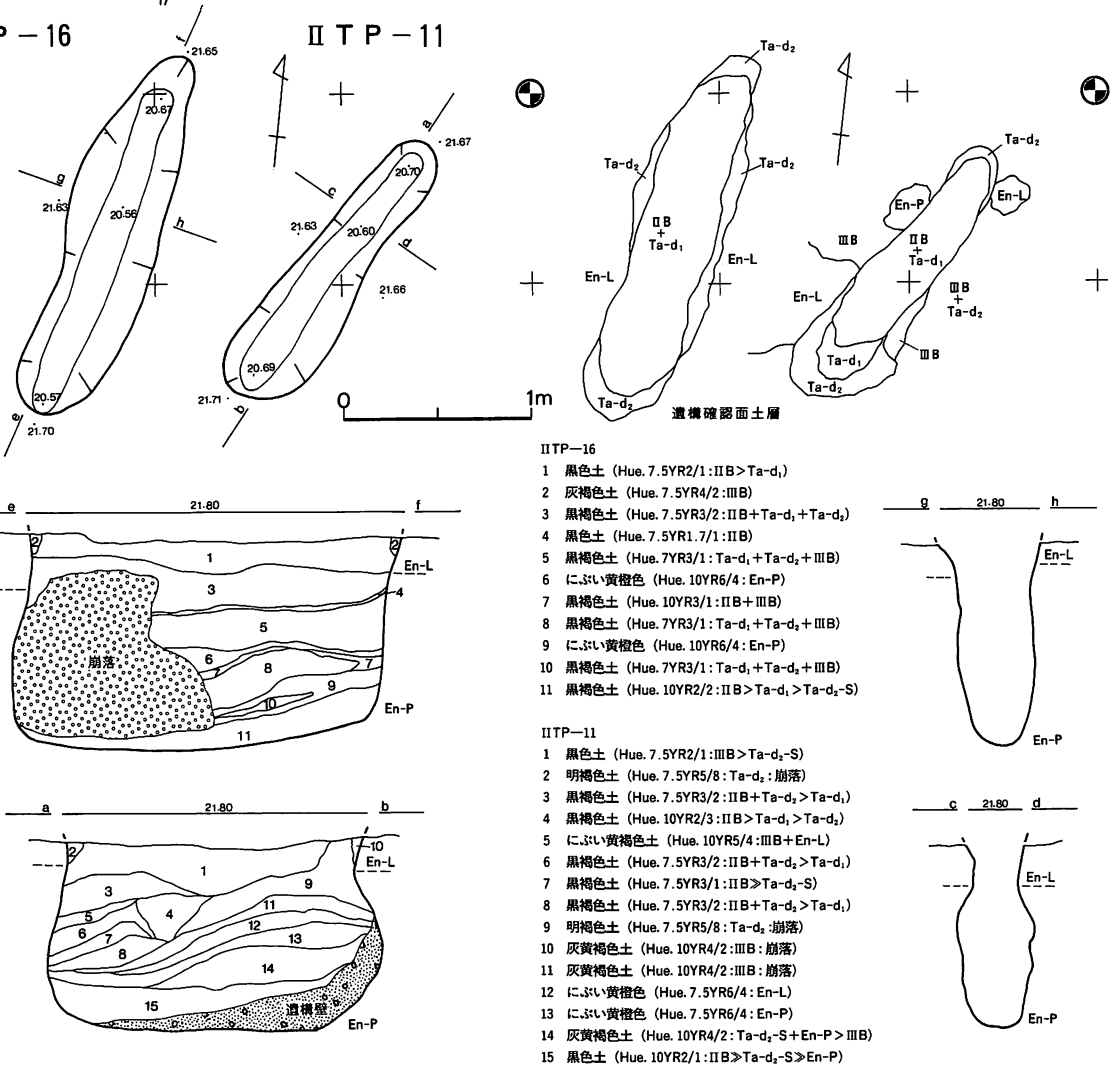 P－16
ⅡTP－11
f
21.65
20.67
g
21.63
20.56
h
20.57
e
21.70
a
21.67
20.70
c
21.63
20.60
d
21.66
20.69
21.71
b
0
1m
Ta-d₂
Ta-d₂
Ta-d₂
ⅡB
+
Ta-d₁
En-L
En-L
Ta-d₂
Ta-d₂
En-P
En-L
ⅢB
ⅡB
+
Ta-d₁
En-L
ⅢB
+
Ta-d₂
ⅢB
Ta-d₁
Ta-d₂
遺構確認面土層
ⅡTP—16
1 黒色土 (Hue. 7.5YR2/1:ⅡB>Ta-d₁)
2 灰褐色土 (Hue. 7.5YR4/2:ⅢB)
3 黒褐色土 (Hue. 7.5YR3/2:ⅡB+Ta-d₁+Ta-d₂)
4 黒色土 (Hue. 7.5YR1.7/1:ⅡB)
5 黒褐色土 (Hue. 7YR3/1:Ta-d₁+Ta-d₂+ⅢB)
6 にぶい黄橙色 (Hue. 10YR6/4:En-P)
7 黒褐色土 (Hue. 10YR3/1:ⅡB+ⅢB)
8 黒褐色土 (Hue. 7YR3/1:Ta-d₁+Ta-d₂+ⅢB)
9 にぶい黄橙色 (Hue. 10YR6/4:En-P)
10 黒褐色土 (Hue. 7YR3/1:Ta-d₁+Ta-d₂+ⅢB)
11 黒褐色土 (Hue. 10YR2/2:ⅡB>Ta-d₁>Ta-d₂-S)
ⅡTP—11
1 黒色土 (Hue. 7.5YR2/1:ⅢB>Ta-d₂-S)
2 明褐色土 (Hue. 7.5YR5/8:Ta-d₂:崩落)
3 黒褐色土 (Hue. 7.5YR3/2:ⅡB+Ta-d₂>Ta-d₁)
4 黒褐色土 (Hue. 10YR2/3:ⅡB>Ta-d₁>Ta-d₂)
5 にぶい黄褐色土 (Hue. 10YR5/4:ⅢB+En-L)
6 黒褐色土 (Hue. 7.5YR3/2:ⅡB+Ta-d₂>Ta-d₁)
7 黒褐色土 (Hue. 7.5YR3/1:ⅡB≫Ta-d₂-S)
8 黒褐色土 (Hue. 7.5YR3/2:ⅡB+Ta-d₂>Ta-d₁)
9 明褐色土 (Hue. 7.5YR5/8:Ta-d₂:崩落)
10 灰黄褐色土 (Hue. 10YR4/2:ⅢB:崩落)
11 灰黄褐色土 (Hue. 10YR4/2:ⅢB:崩落)
12 にぶい黄橙色 (Hue. 7.5YR6/4:En-L)
13 にぶい黄橙色 (Hue. 7.5YR6/4:En-P)
14 灰黄褐色土 (Hue. 10YR4/2:Ta-d₂-S+En-P>ⅢB)
15 黒色土 (Hue. 10YR2/1:ⅡB≫Ta-d₂-S≫En-P)
e 21.80 f
2
1
2
En-L
3
4
5
崩落
6
7
8
7
9
10
11
En-P
g 21.80 h
En-L
En-P
a 21.80 b
2
1
10
En-L
3
9
5
4
11
6
7
12
8
13
14
15
遺構壁
En-P
c 21.80 d
En-L
En-P